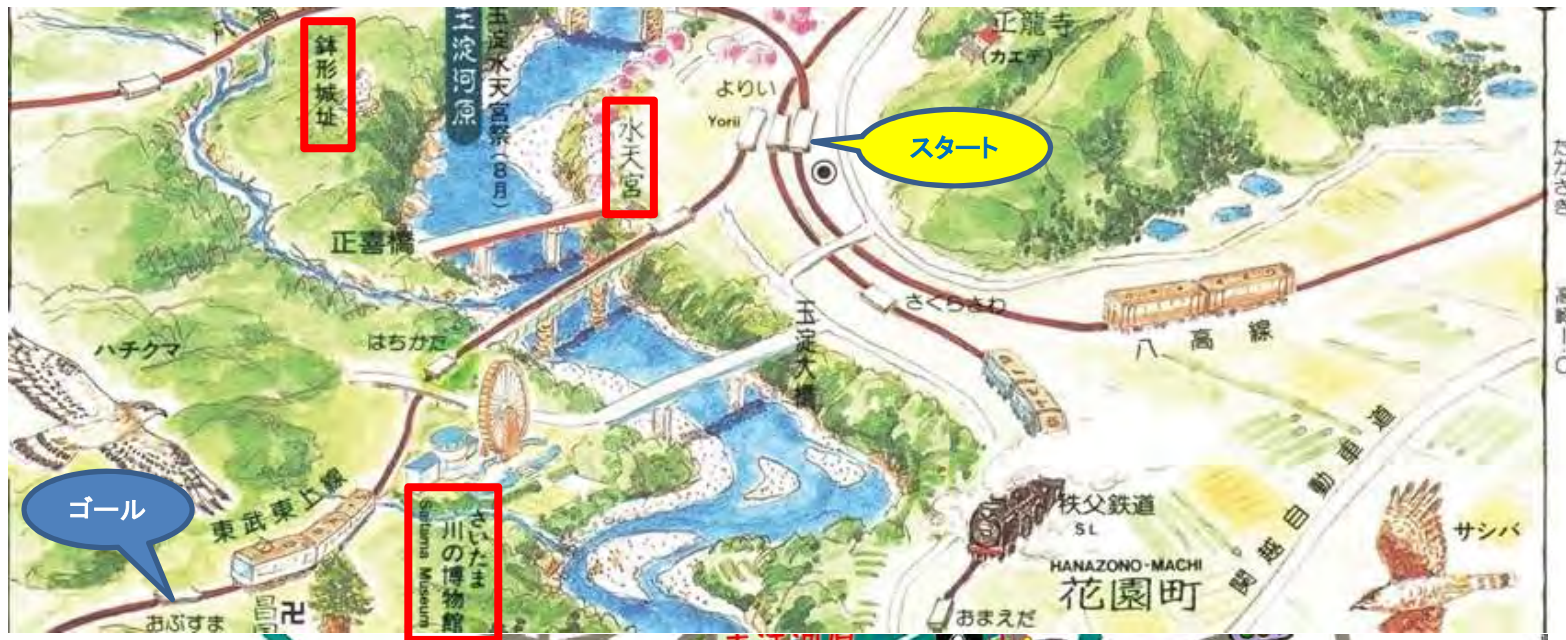 鉢形城址
玉淀河原
玉淀水天宮祭(8月)
水天宮
よりい
Yorii
スタート
正龍寺
(カエデ)
正喜橋
はちかた
ハチクマ
玉淀大橋
さくらさわ
八高線
ゴール
東武東上線
さいたま
川の博物館
Saitama Museum
おぶすま
卍
秩父鉄道
SL
HANAZONO-MACHI
花園町
おまえだ
関越自動車道
サシバ
たかさき